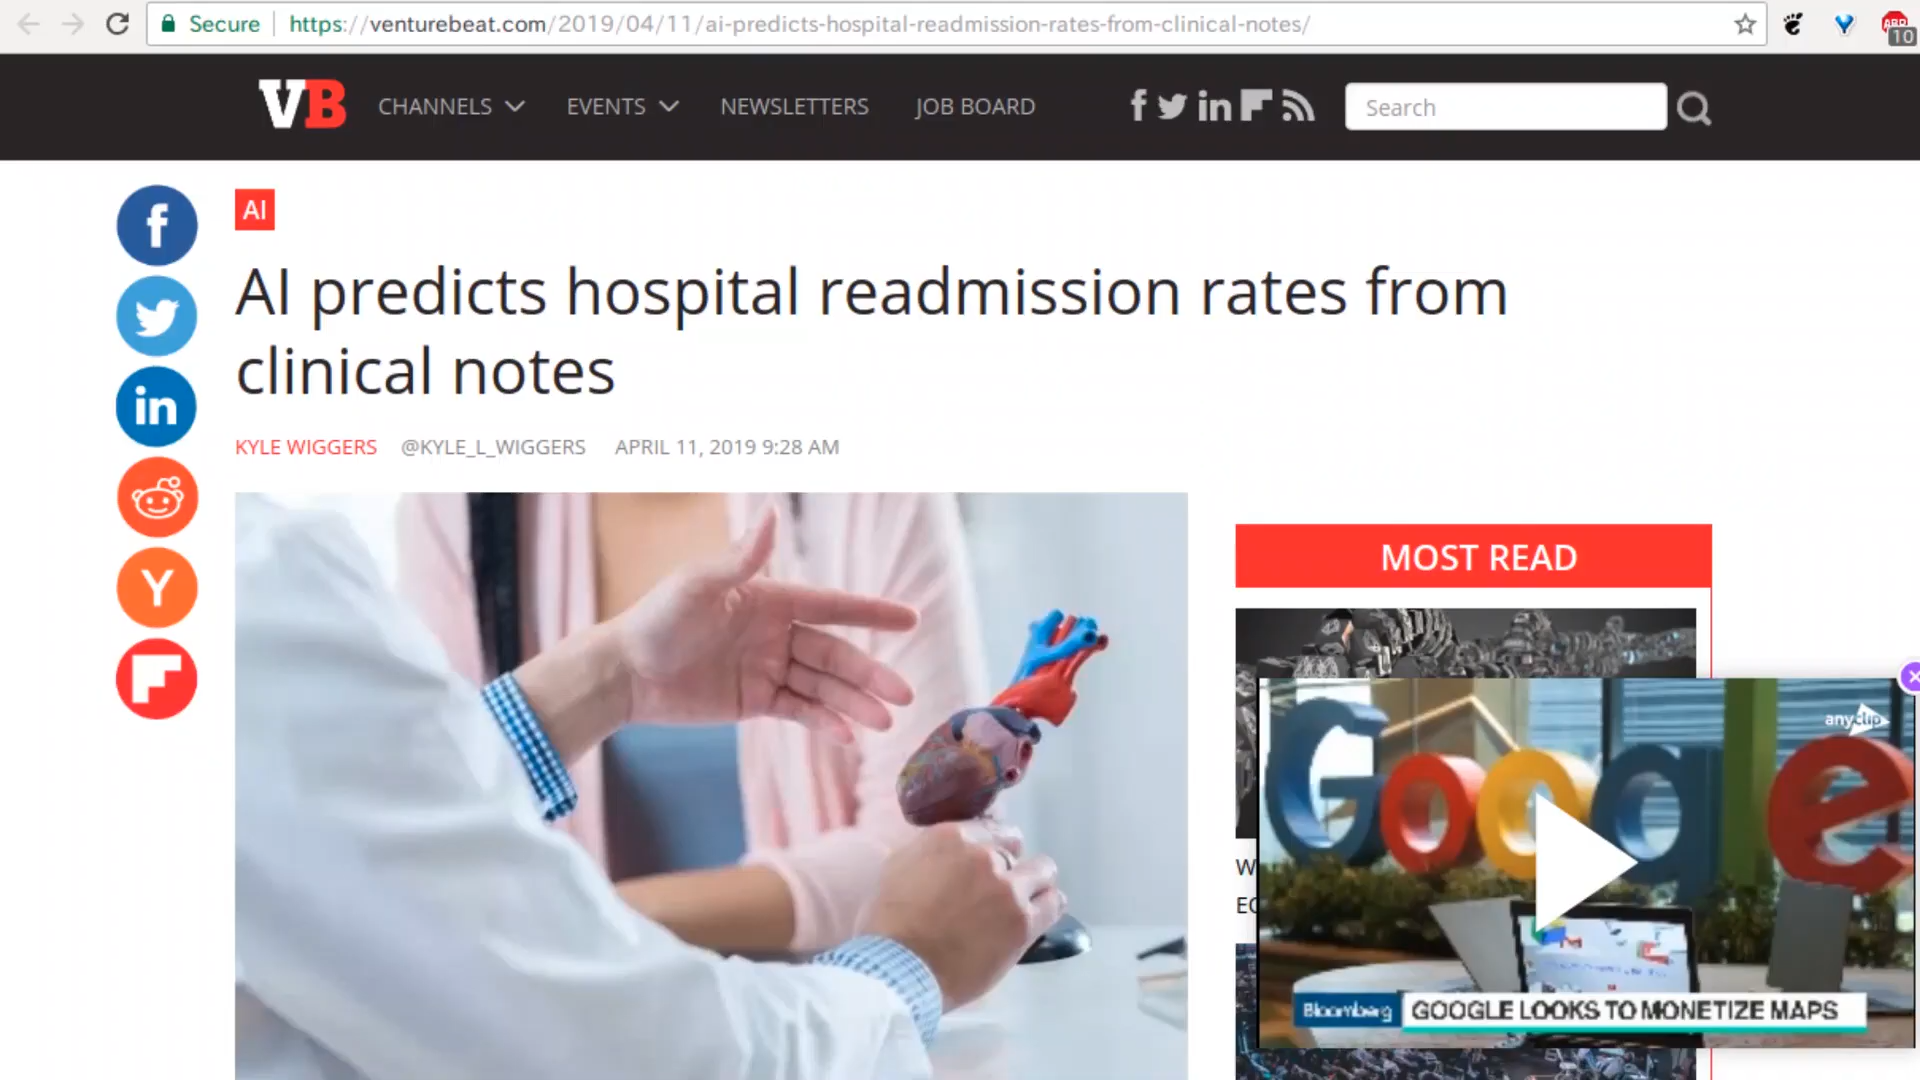 Secure
https://venturebeat.com/2019/04/11/ai-predicts-hospital-readmission-rates-from-clinical-notes/
ABP
10
VB
CHANNELS
EVENTS
NEWSLETTERS
JOB BOARD
Search
AI
AI predicts hospital readmission rates from
clinical notes
KYLE WIGGERS @KYLE_L_WIGGERS APRIL 11, 2019 9:28 AM
MOST READ
anyclip
Google
Bloomberg
GOOGLE LOOKS TO MONETIZE MAPS